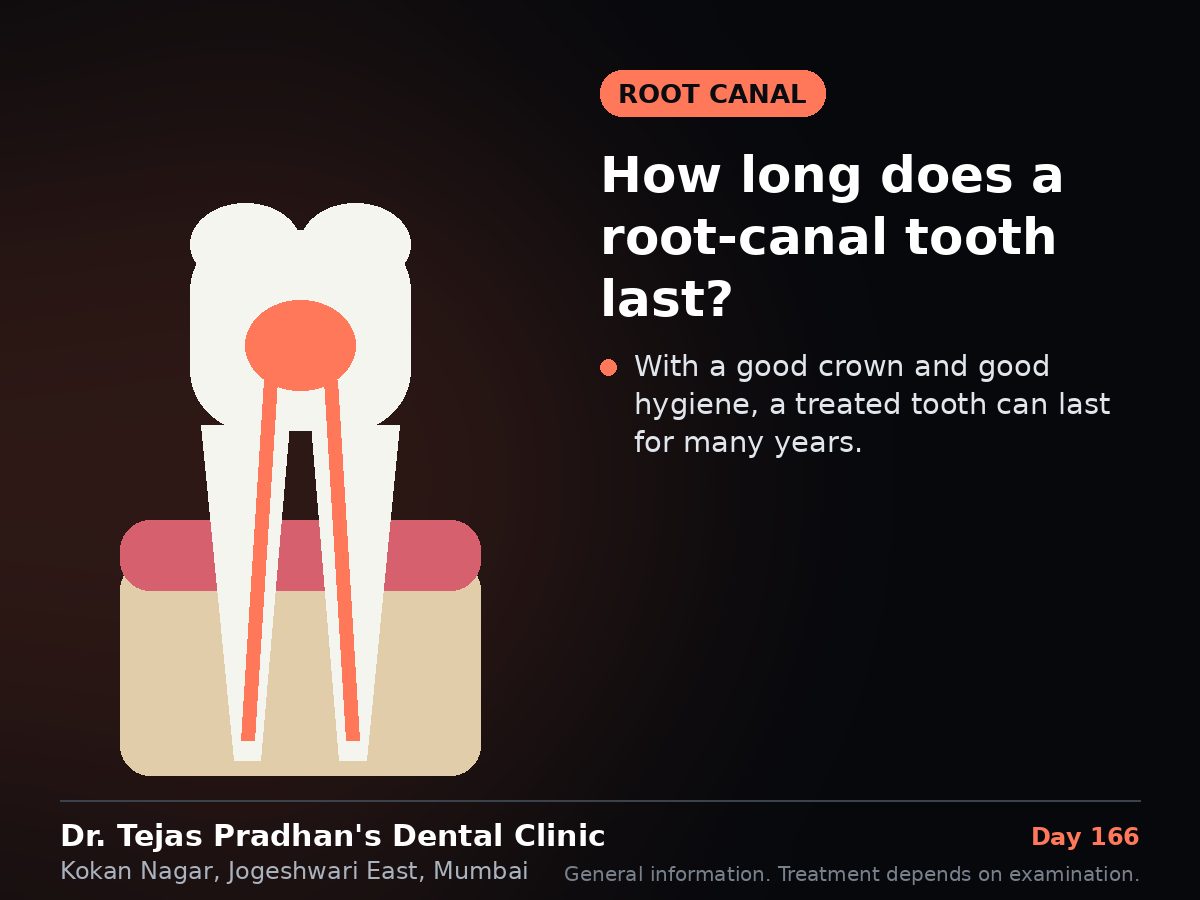 ROOT CANAL
How long does a
root-canal tooth
last?
With a good crown and good
hygiene, a treated tooth can last
for many years.
Dr. Tejas Pradhan's Dental Clinic
Day 166
Kokan Nagar, Jogeshwari East, Mumbai
General information. Treatment depends on examination.